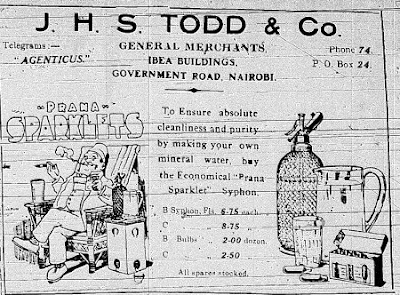 J. H. S. TODD & Co.
Telegrams:—
"AGENTICUS."
GENERAL MERCHANTS.
IBEA BUILDINGS,
GOVERNMENT ROAD, NAIROBI.
Phone 74.
P. O. Box 24.
"PRANA"
SPARKLETS
To Ensure absolute
cleanliness and purity
by making your own
mineral water, buy
the Economical "Prana
Sparklet" Syphon.
B Syphon, Fls. 6-75 each.
C " " 8-75 "
B Bulbs " 2-00 dozen.
C " " 2-50 "
All spares stocked.